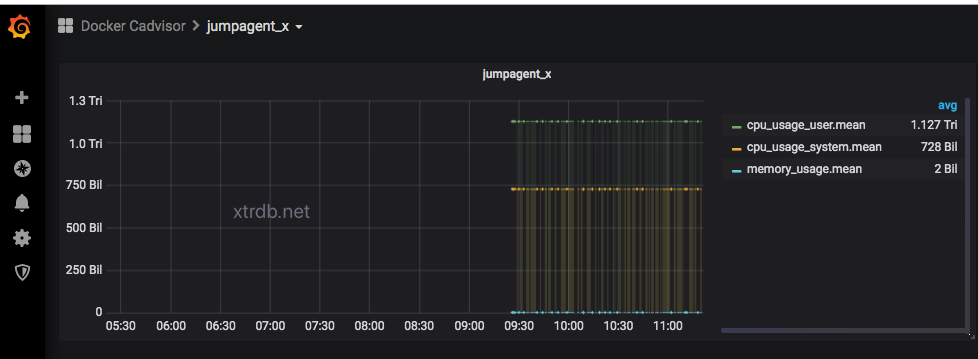 Docker Cadvisor > jumpagent_x
jumpagent_x
1.3 Tri
1.0 Tri
750 Bil
500 Bil
250 Bil
0
05:30 06:00 06:30 07:00 07:30 08:00 08:30 09:00 09:30 10:00 10:30 11:00
xtrdb.net
avg
cpu_usage_user.mean 1.127 Tri
cpu_usage_system.mean 728 Bil
memory_usage.mean 2 Bil